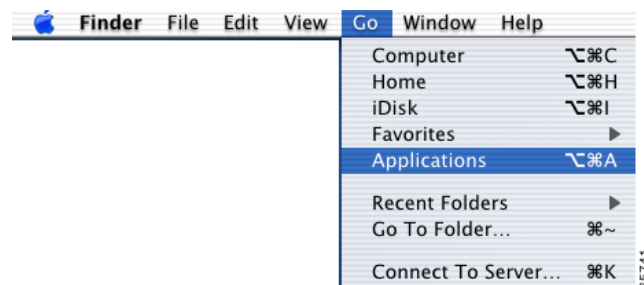 Finder File Edit View Go Window Help
Computer ⌥⌘C
Home ⌥⌘H
iDisk ⌥⌘I
Favorites ▶
Applications ⌥⌘A
Recent Folders ▶
Go To Folder... ⌘~
Connect To Server... ⌘K